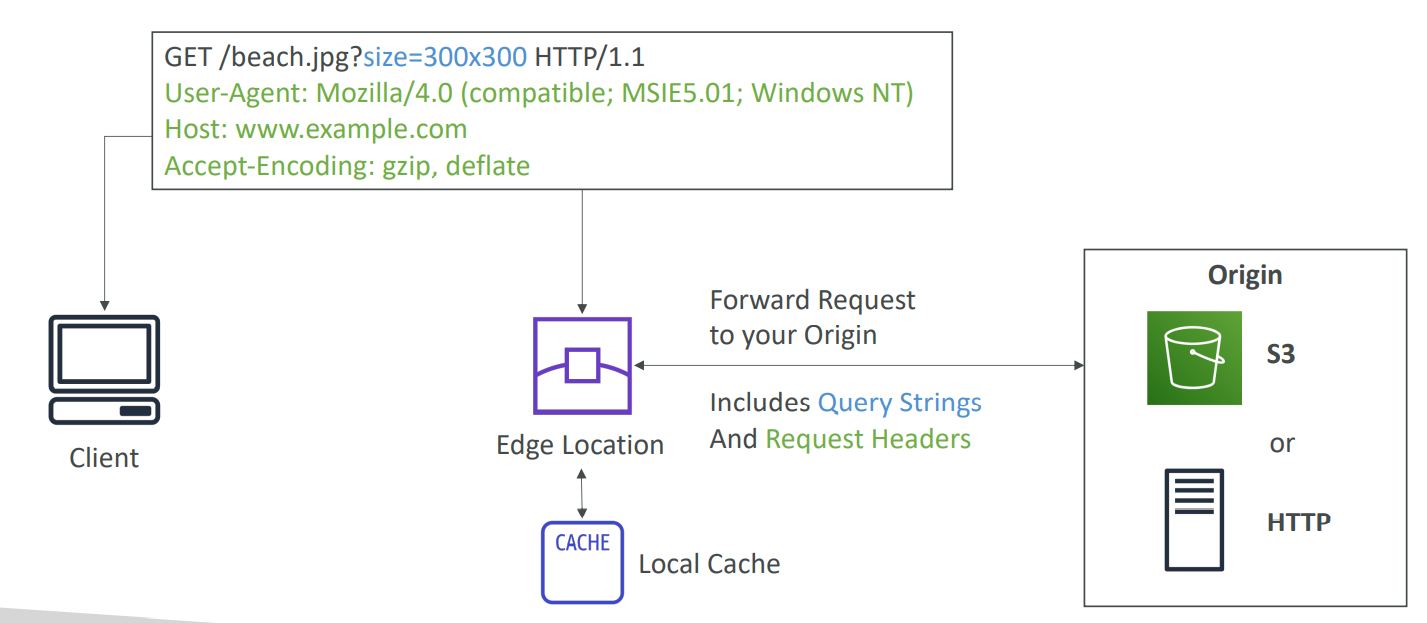 GET /beach.jpg?size=300x300 HTTP/1.1
User-Agent: Mozilla/4.0 (compatible; MSIE5.01; Windows NT)
Host: www.example.com
Accept-Encoding: gzip, deflate
Client
Edge Location
CACHE
Local Cache
Forward Request
to your Origin
Includes Query Strings
And Request Headers
Origin
S3
or
HTTP